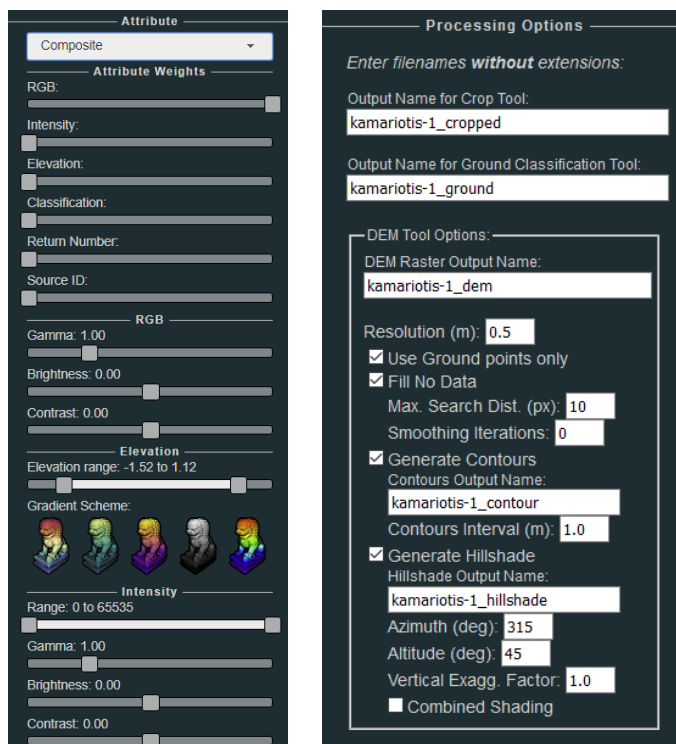 Attribute
Composite
Attribute Weights
RGB:
Intensity:
Elevation:
Classification:
Return Number:
Source ID:
RGB
Gamma: 1.00
Brightness: 0.00
Contrast: 0.00
Elevation
Elevation range: -1.52 to 1.12
Gradient Scheme:
Intensity
Range: 0 to 65535
Gamma: 1.00
Brightness: 0.00
Contrast: 0.00
Processing Options
Enter filenames without extensions:
Output Name for Crop Tool:
kamariotis-1_cropped
Output Name for Ground Classification Tool:
kamariotis-1_ground
DEM Tool Options:
DEM Raster Output Name:
kamariotis-1_dem
Resolution (m): 0.5
Use Ground points only
Fill No Data
Max. Search Dist. (px): 10
Smoothing Iterations: 0
Generate Contours
Contours Output Name:
kamariotis-1_contour
Contours Interval (m): 1.0
Generate Hillshade
Hillshade Output Name:
kamariotis-1_hillshade
Azimuth (deg): 315
Altitude (deg): 45
Vertical Exagg. Factor: 1.0
Combined Shading